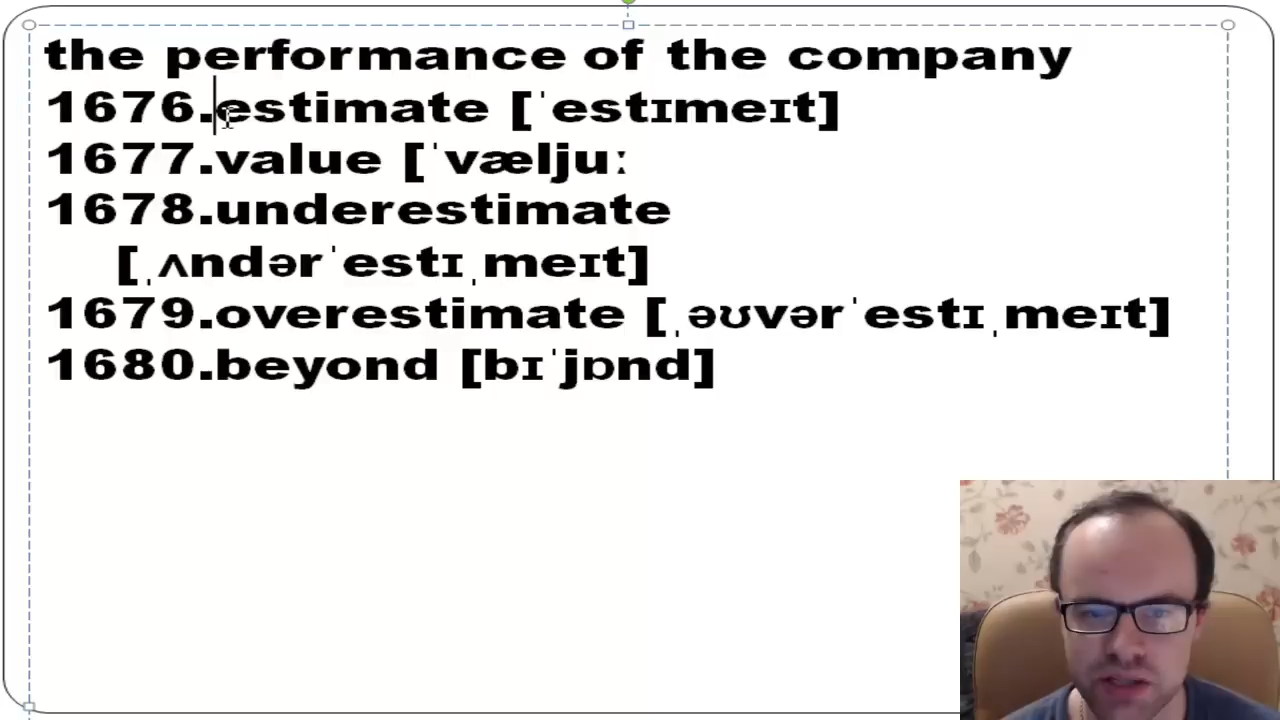 the performance of the company
1676.estimate [ˈestɪmeɪt]
1677.value [ˈvæljuː
1678.underestimate
[ˌʌndərˈestɪˌmeɪt]
1679.overestimate [ˌəʊvərˈestɪˌmeɪt]
1680.beyond [bɪˈjɒnd]